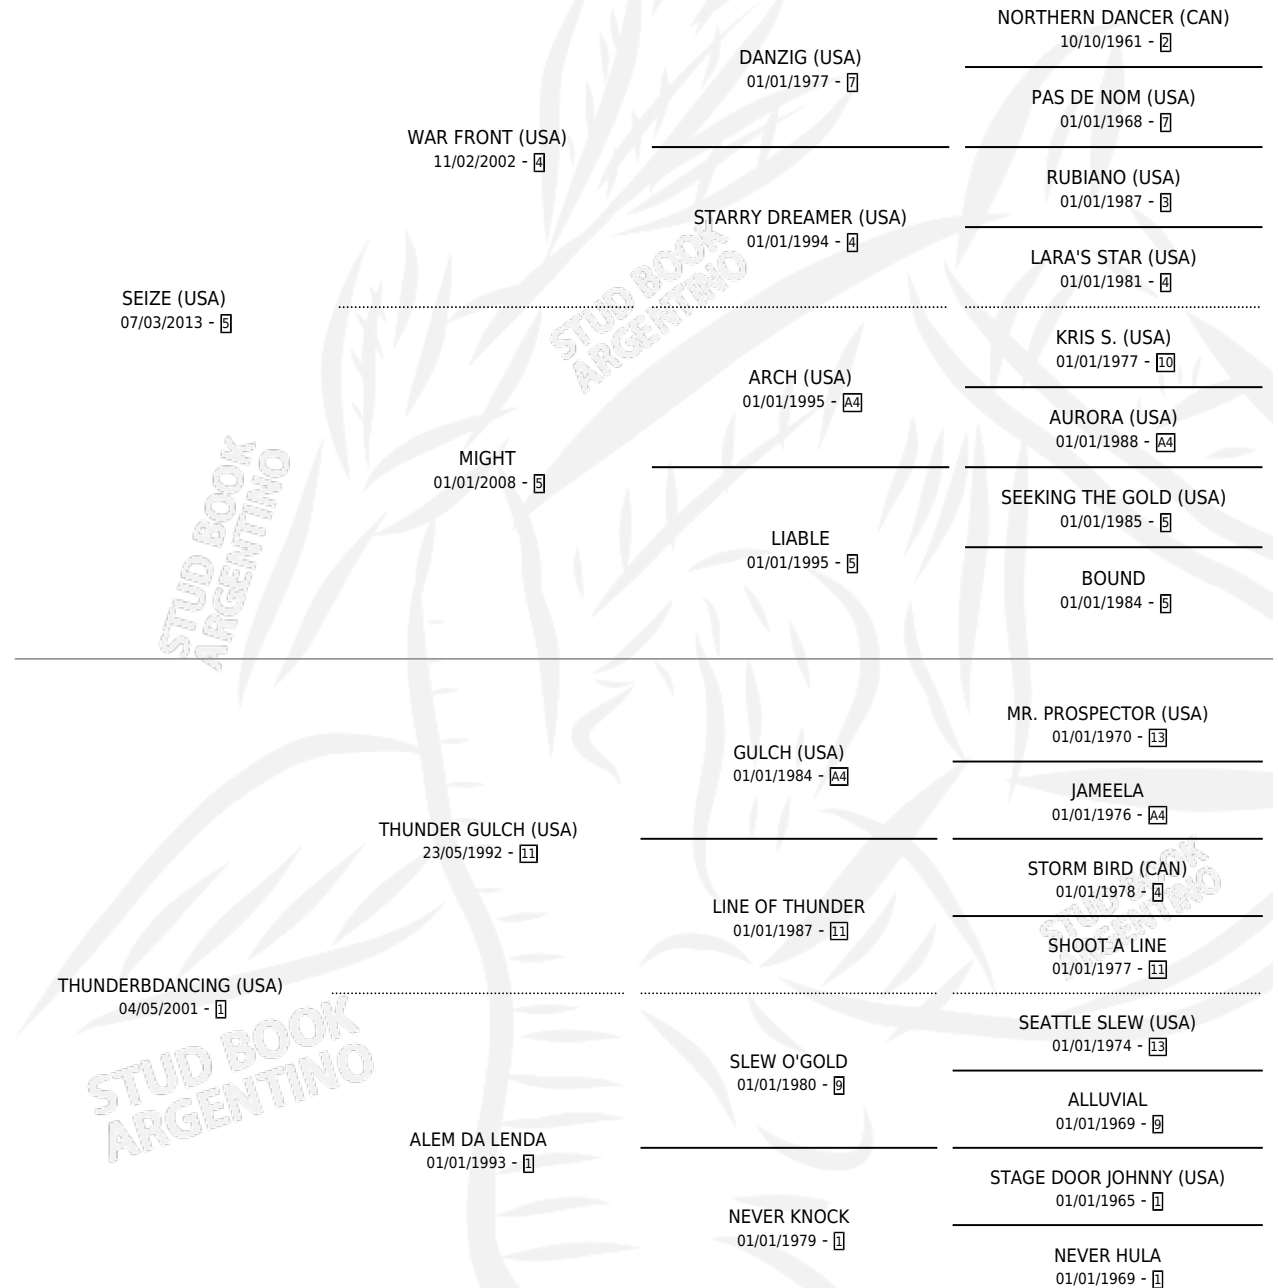 NORTHERN DANCER (CAN)
10/10/1961 - 2
DANZIG (USA)
01/01/1977 - 7
PAS DE NOM (USA)
01/01/1968 - 7
WAR FRONT (USA)
11/02/2002 - 4
RUBIANO (USA)
01/01/1987 - 3
STARRY DREAMER (USA)
01/01/1994 - 4
LARA'S STAR (USA)
01/01/1981 - 4
SEIZE (USA)
07/03/2013 - 5
KRIS S. (USA)
01/01/1977 - 10
ARCH (USA)
01/01/1995 - A4
AURORA (USA)
01/01/1988 - A4
MIGHT
01/01/2008 - 5
SEEKING THE GOLD (USA)
01/01/1985 - 5
LIABLE
01/01/1995 - 5
BOUND
01/01/1984 - 5
MR. PROSPECTOR (USA)
01/01/1970 - 13
GULCH (USA)
01/01/1984 - A4
JAMEELA
01/01/1976 - A4
THUNDER GULCH (USA)
23/05/1992 - 11
STORM BIRD (CAN)
01/01/1978 - 4
LINE OF THUNDER
01/01/1987 - 11
SHOOT A LINE
01/01/1977 - 11
THUNDERBDANCING (USA)
04/05/2001 - 1
SEATTLE SLEW (USA)
01/01/1974 - 13
SLEW O'GOLD
01/01/1980 - 9
ALLUVIAL
01/01/1969 - 9
ALEM DA LENDA
01/01/1993 - 1
STAGE DOOR JOHNNY (USA)
01/01/1965 - 1
NEVER KNOCK
01/01/1979 - 1
NEVER HULA
01/01/1969 - 1
STUD BOOK
ARGENTINO
STUD BOOK
ARGENTINO
STUD BOOK
ARGENTINO
STUD BOOK
ARGENTINO